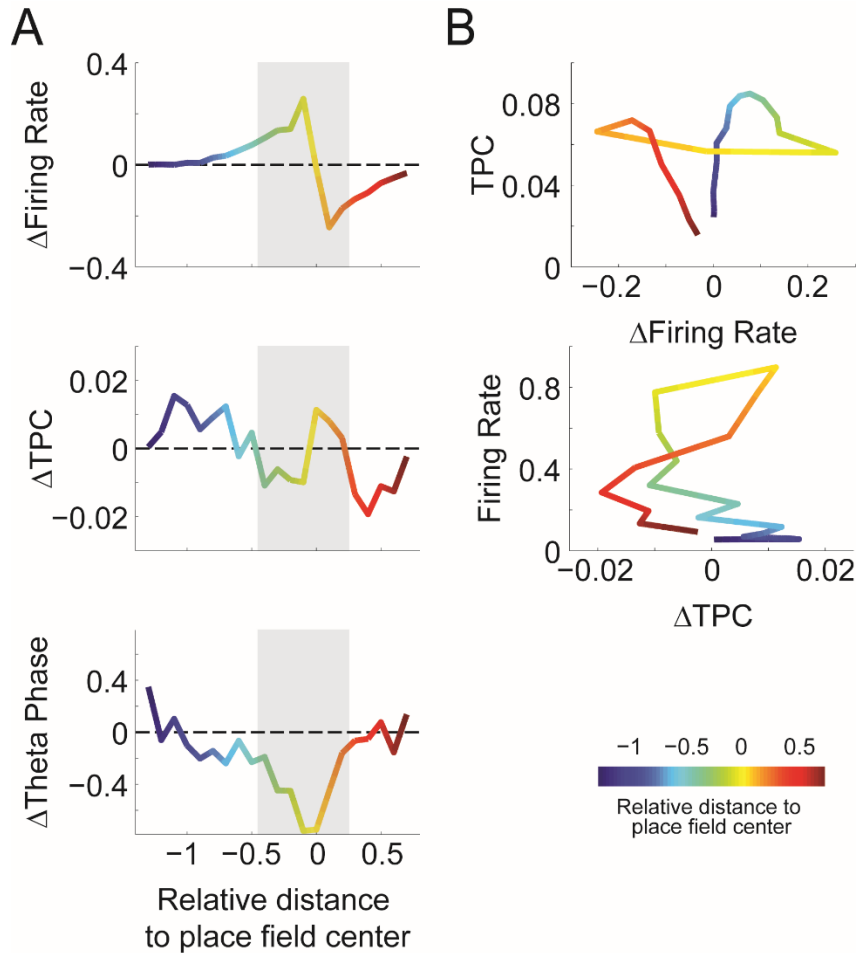 A
ΔFiring Rate
0.4
0
−0.4
ΔTPC
0.02
0
−0.02
ΔTheta Phase
0.4
0
−0.4
−1
−0.5
0
0.5
Relative distance
to place field center
B
TPC
0.08
0.04
0
−0.2
0
0.2
ΔFiring Rate
Firing Rate
0.8
0.4
0
−0.02
0
0.02
ΔTPC
−1
−0.5
0
0.5
Relative distance to
place field center